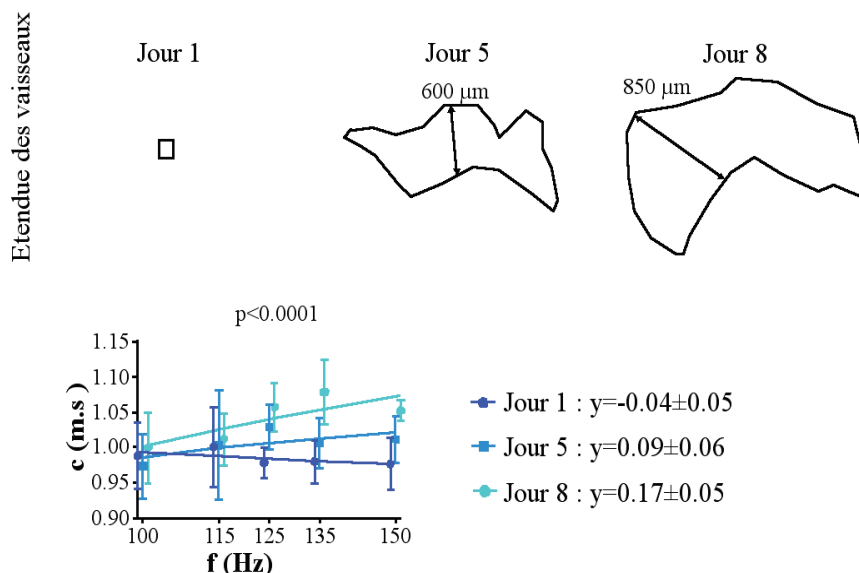 Etendue des vaisseaux
Jour 1
Jour 5
Jour 8
600 µm
850 µm
p<0.0001
c (m.s)
1.15
1.10
1.05
1.00
0.95
0.90
100 115 125 135 150
f (Hz)
Jour 1 : y=-0.04±0.05
Jour 5 : y=0.09±0.06
Jour 8 : y=0.17±0.05